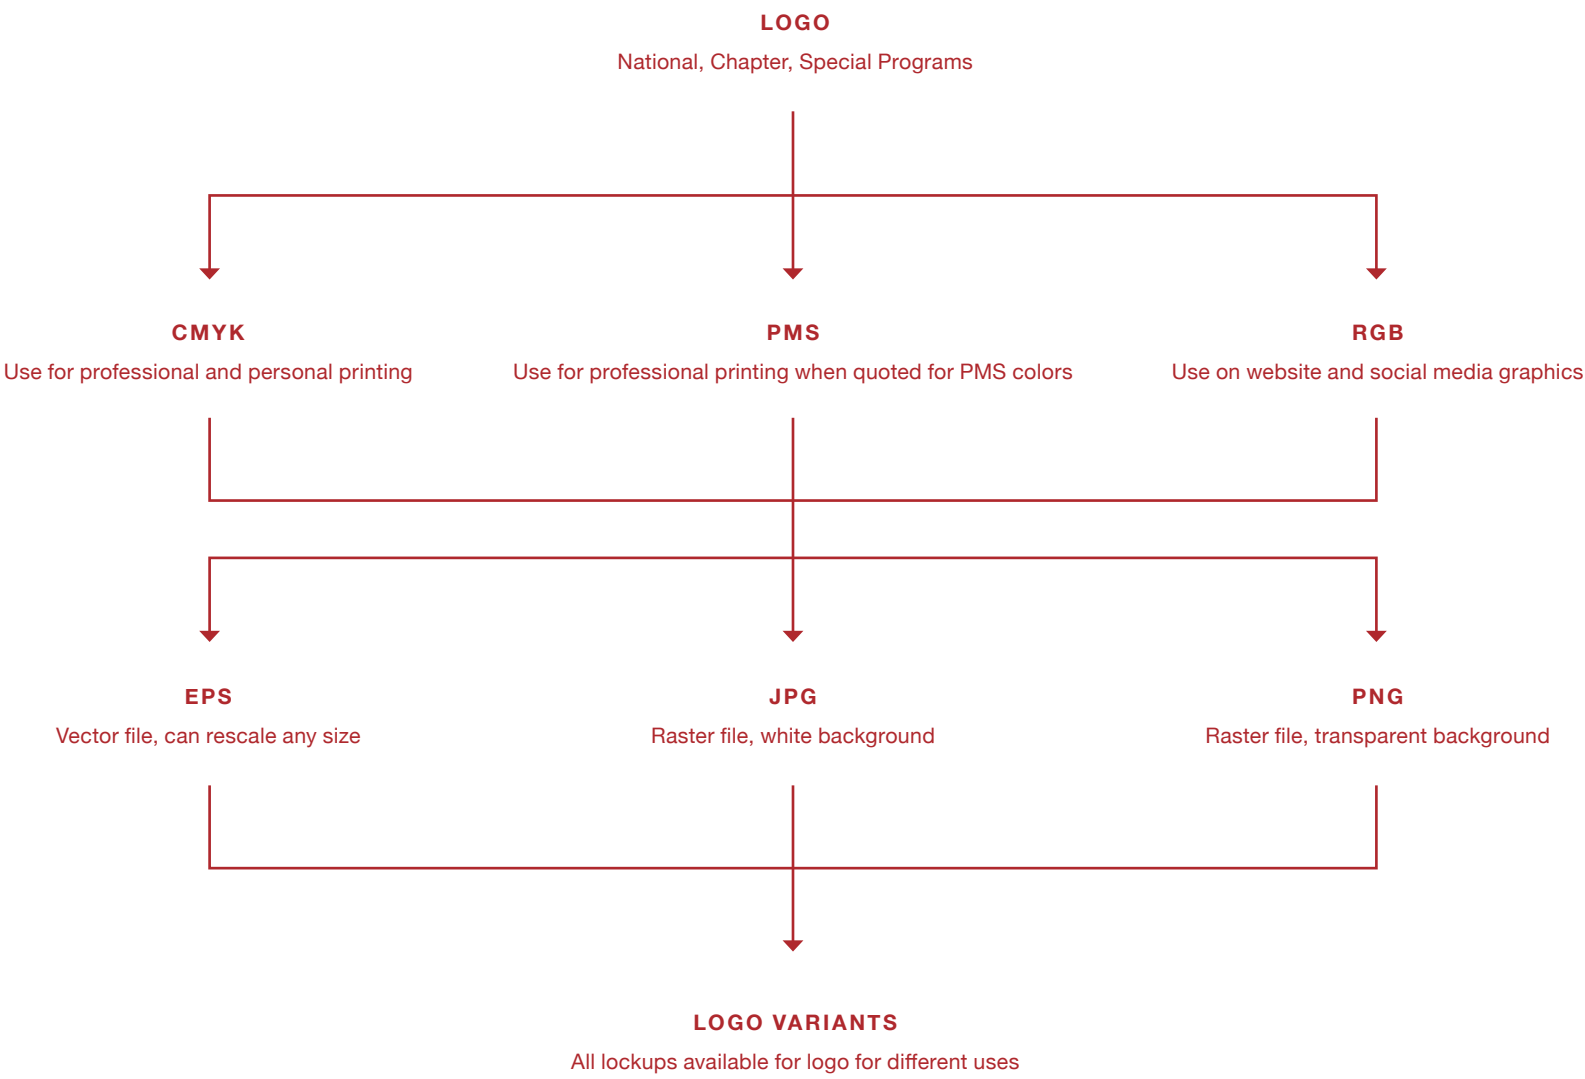 LOGO
National, Chapter, Special Programs
CMYK
Use for professional and personal printing
PMS
Use for professional printing when quoted for PMS colors
RGB
Use on website and social media graphics
EPS
Vector file, can rescale any size
JPG
Raster file, white background
PNG
Raster file, transparent background
LOGO VARIANTS
All lockups available for logo for different uses